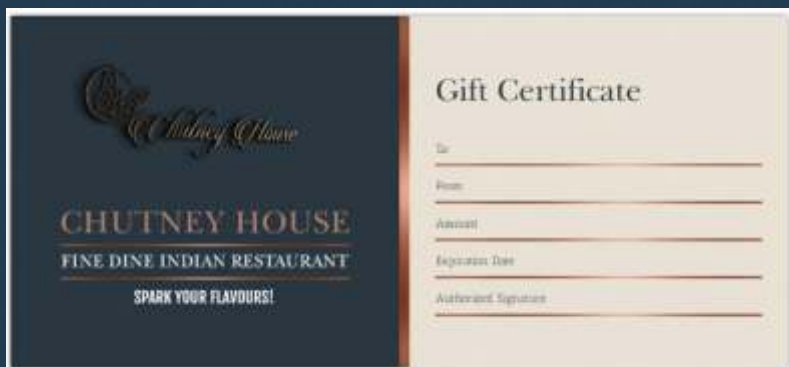 Chutney House
CHUTNEY HOUSE
FINE DINE INDIAN RESTAURANT
SPARK YOUR FLAVOURS!
Gift Certificate
To
From
Amount
Expiration Date
Authorized Signature